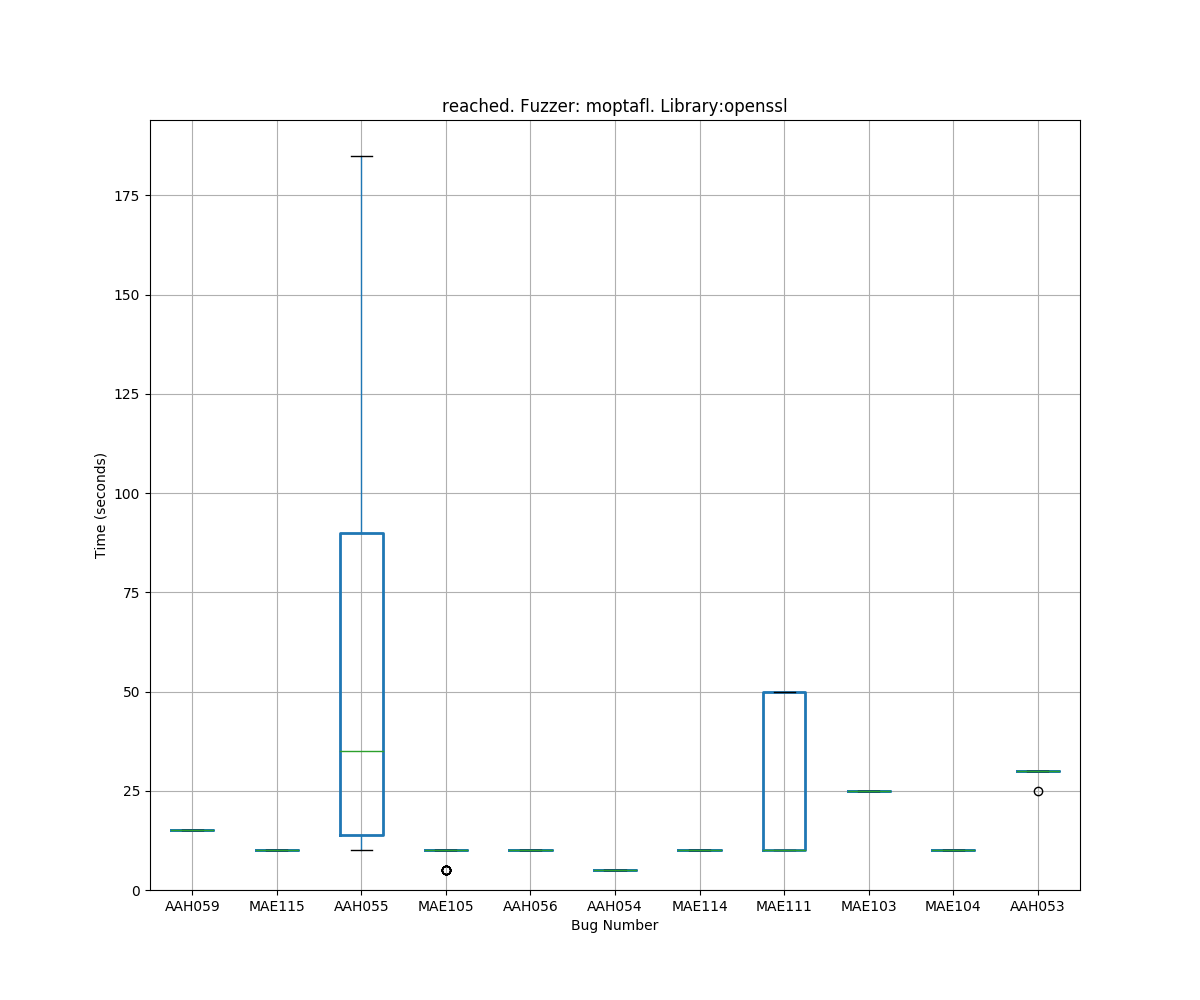 reached. Fuzzer: moptafl. Library:openssl
175
150
125
100
75
50
25
0
Time (seconds)
AAH059 MAE115 AAH055 MAE105 AAH056 AAH054 MAE114 MAE111 MAE103 MAE104 AAH053
Bug Number